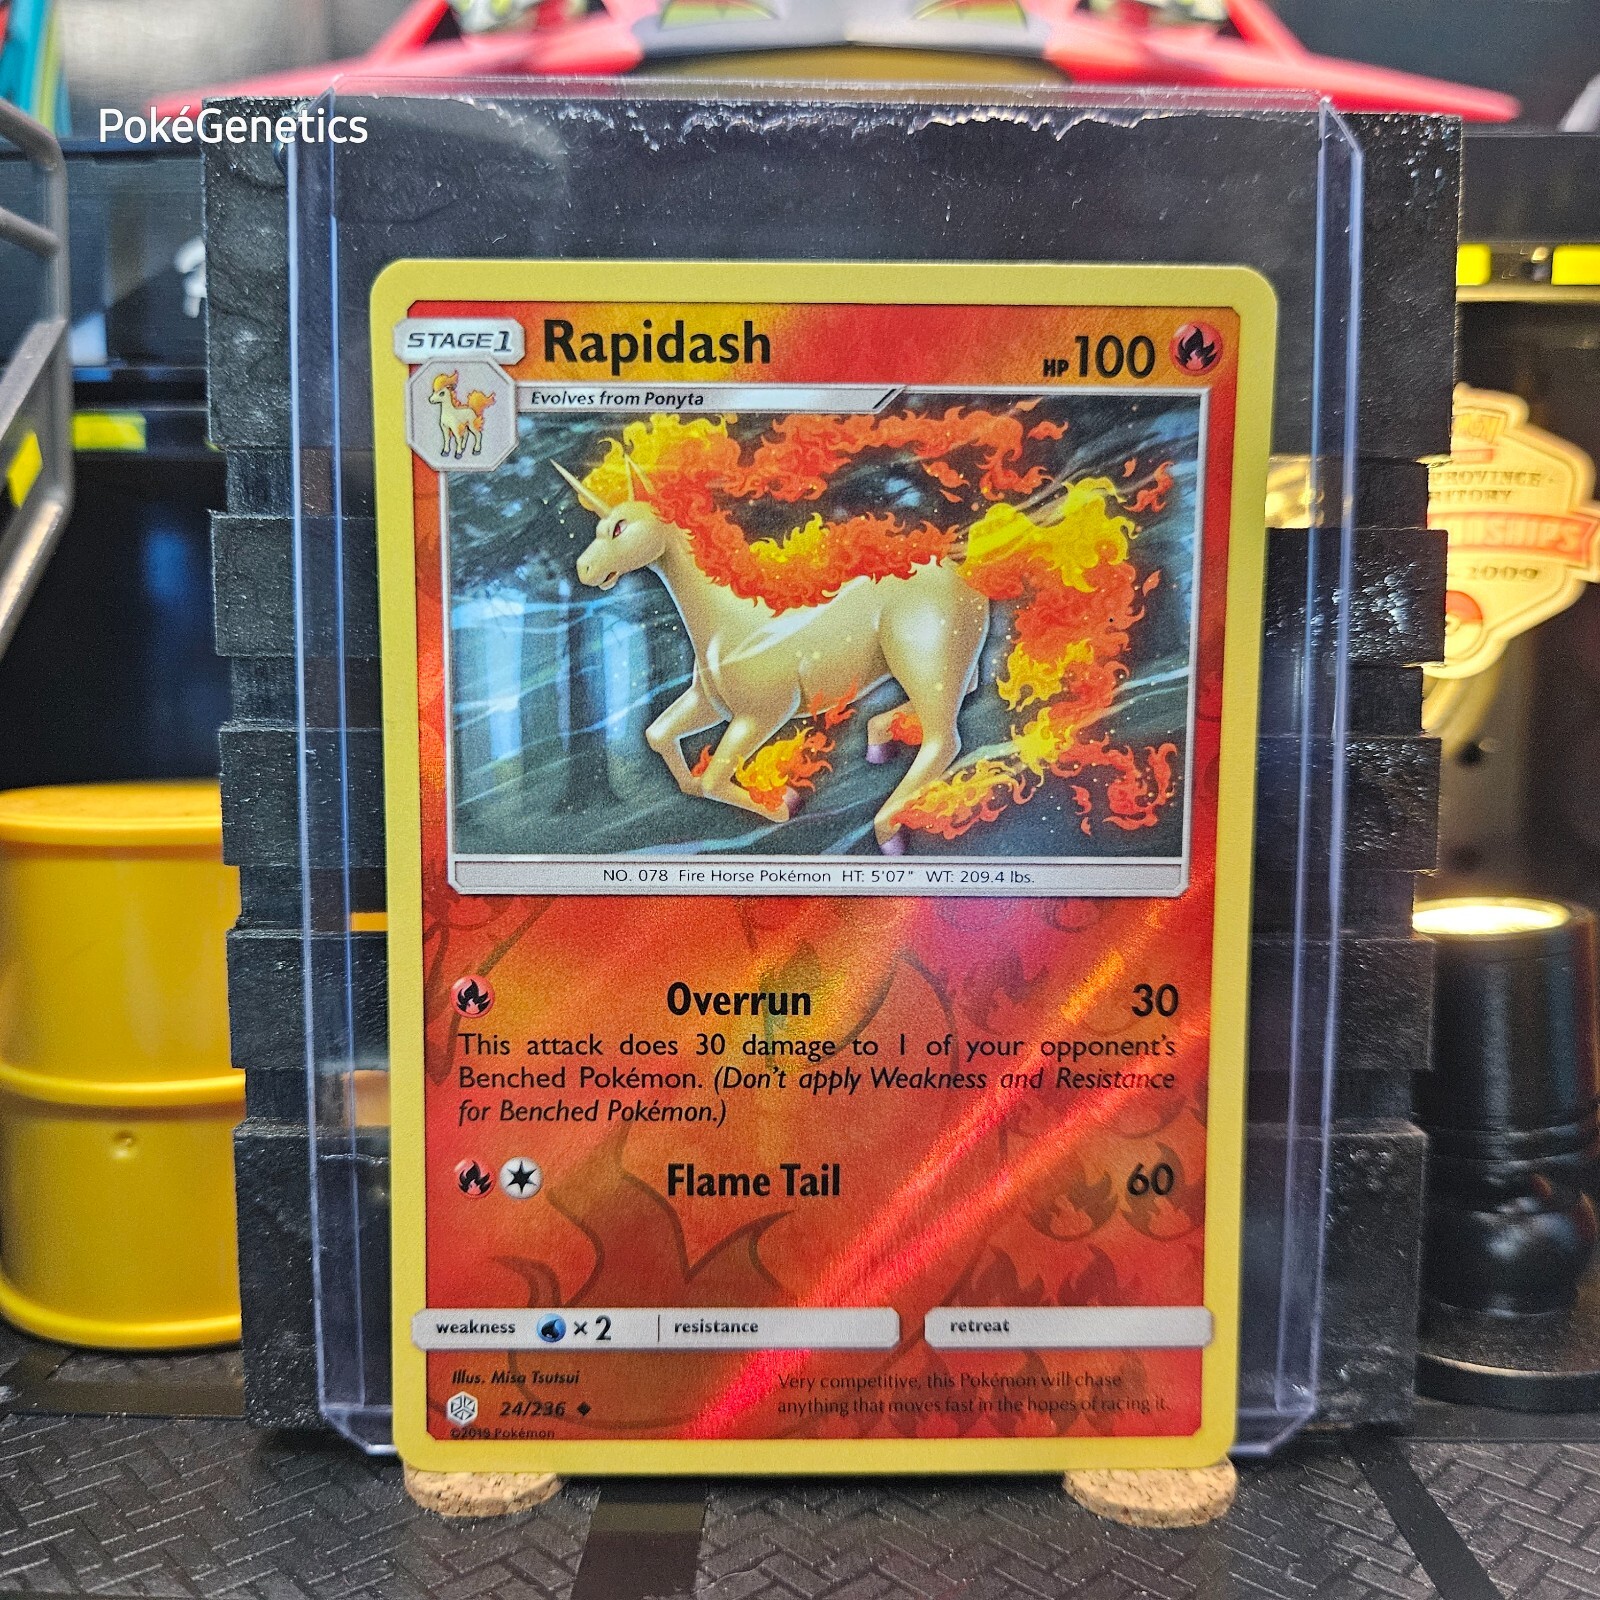 PokéGenetics
STAGE1
Rapidash
HP100
Evolves from Ponyta
NO. 078 Fire Horse Pokémon HT: 5'07" WT: 209.4 lbs.
Overrun 30
This attack does 30 damage to 1 of your opponent's
Benched Pokémon. (Don't apply Weakness and Resistance
for Benched Pokémon.)
Flame Tail 60
weakness ×2 resistance retreat
Illus. Misa Tsutsui
24/236
©2019 Pokémon
Very competitive, this Pokémon will chase
anything that moves fast in the hopes of racing it.
PROVINCE